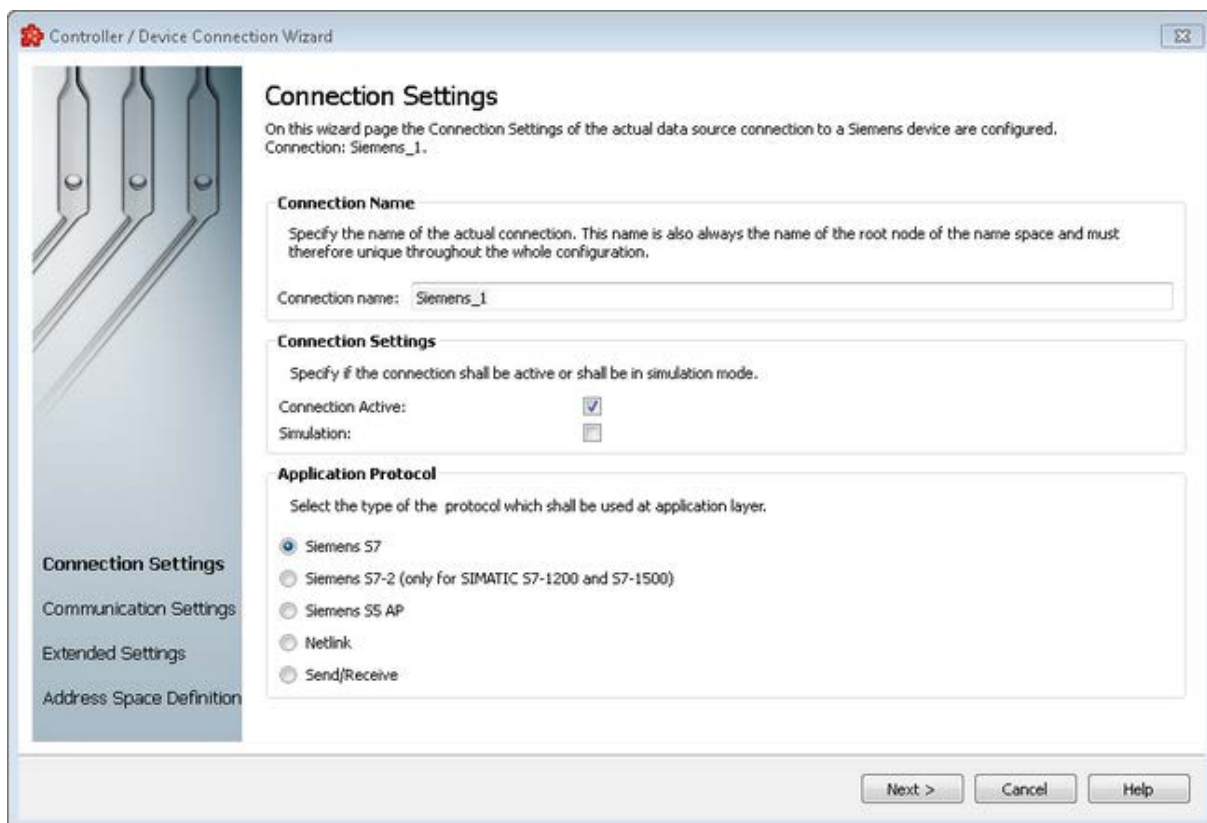 Controller / Device Connection Wizard
Connection Settings
On this wizard page the Connection Settings of the actual data source connection to a Siemens device are configured.
Connection: Siemens_1.
Connection Name
Specify the name of the actual connection. This name is also always the name of the root node of the name space and must
therefore unique throughout the whole configuration.
Connection name: Siemens_1
Connection Settings
Specify if the connection shall be active or shall be in simulation mode.
Connection Active:
Simulation:
Application Protocol
Select the type of the protocol which shall be used at application layer.
Siemens S7
Siemens S7-2 (only for SIMATIC S7-1200 and S7-1500)
Siemens S5 AP
Netlink
Send/Receive
Connection Settings
Communication Settings
Extended Settings
Address Space Definition
Next >
Cancel
Help